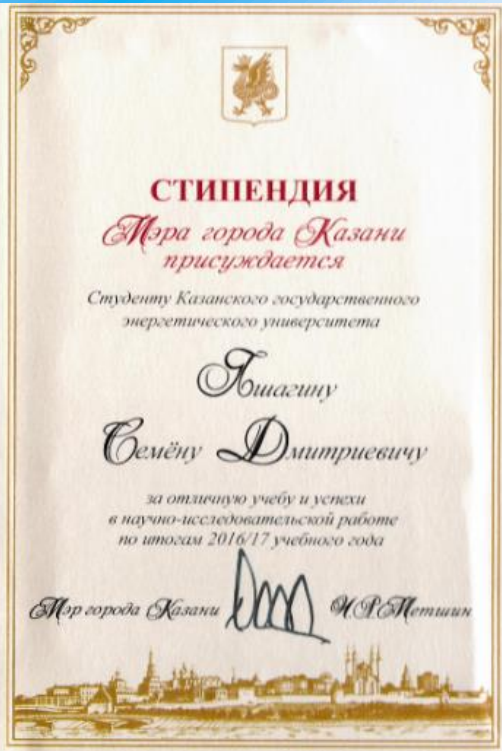 СТИПЕНДИЯ
Мэра города Казани
присуждается
Студенту Казанского государственного
энергетического университета
Яшагину
Семёну Дмитриевичу
за отличную учебу и успехи
в научно-исследовательской работе
по итогам 2016/17 учебного года
Мэр города Казани И.Р. Метшин